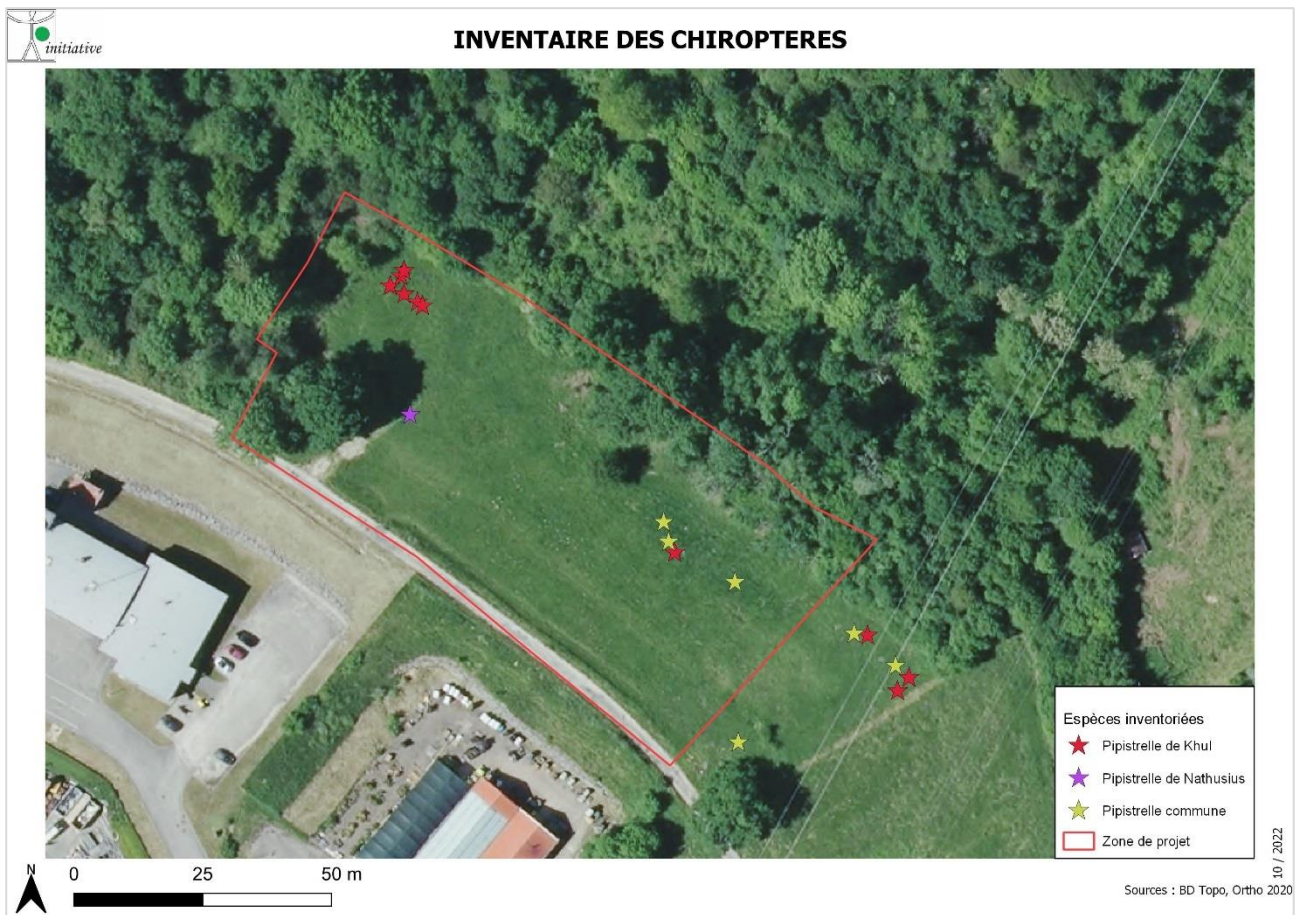 initiative
INVENTAIRE DES CHIROPTERES
Espèces inventoriées
Pipistrelle de Khul
Pipistrelle de Nathusius
Pipistrelle commune
Zone de projet
10 / 2022
N
0 25 50 m
Sources : BD Topo, Ortho 2020